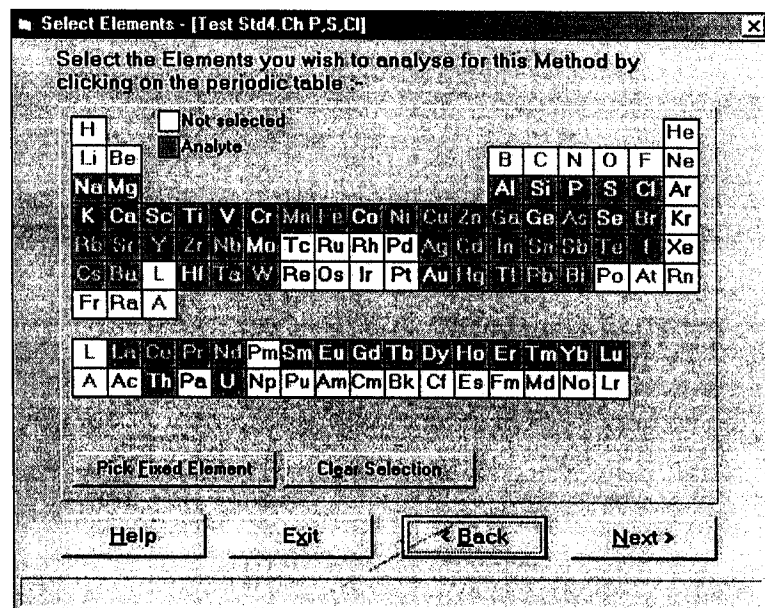 Select Elements - [Test Std4.Ch P,S,Cl]
Select the Elements you wish to analyse for this Method by
clicking on the periodic table :-
Not selected
Analyte
H He
Li Be B C N O F Ne
Na Mg Al Si P S Cl Ar
K Ca Sc Ti V Cr Mn Fe Co Ni Cu Zn Ga Ge As Se Br Kr
Rb Sr Y Zr Nb Mo Tc Ru Rh Pd Ag Cd In Sn Sb Te I Xe
Cs Ba L Hf Ta W Re Os Ir Pt Au Hg Tl Pb Bi Po At Rn
Fr Ra A
L La Ce Pr Nd Pm Sm Eu Gd Tb Dy Ho Er Tm Yb Lu
A Ac Th Pa U Np Pu Am Cm Bk Cf Es Fm Md No Lr
Pick Fixed Element Clear Selection
Help Exit < Back Next >